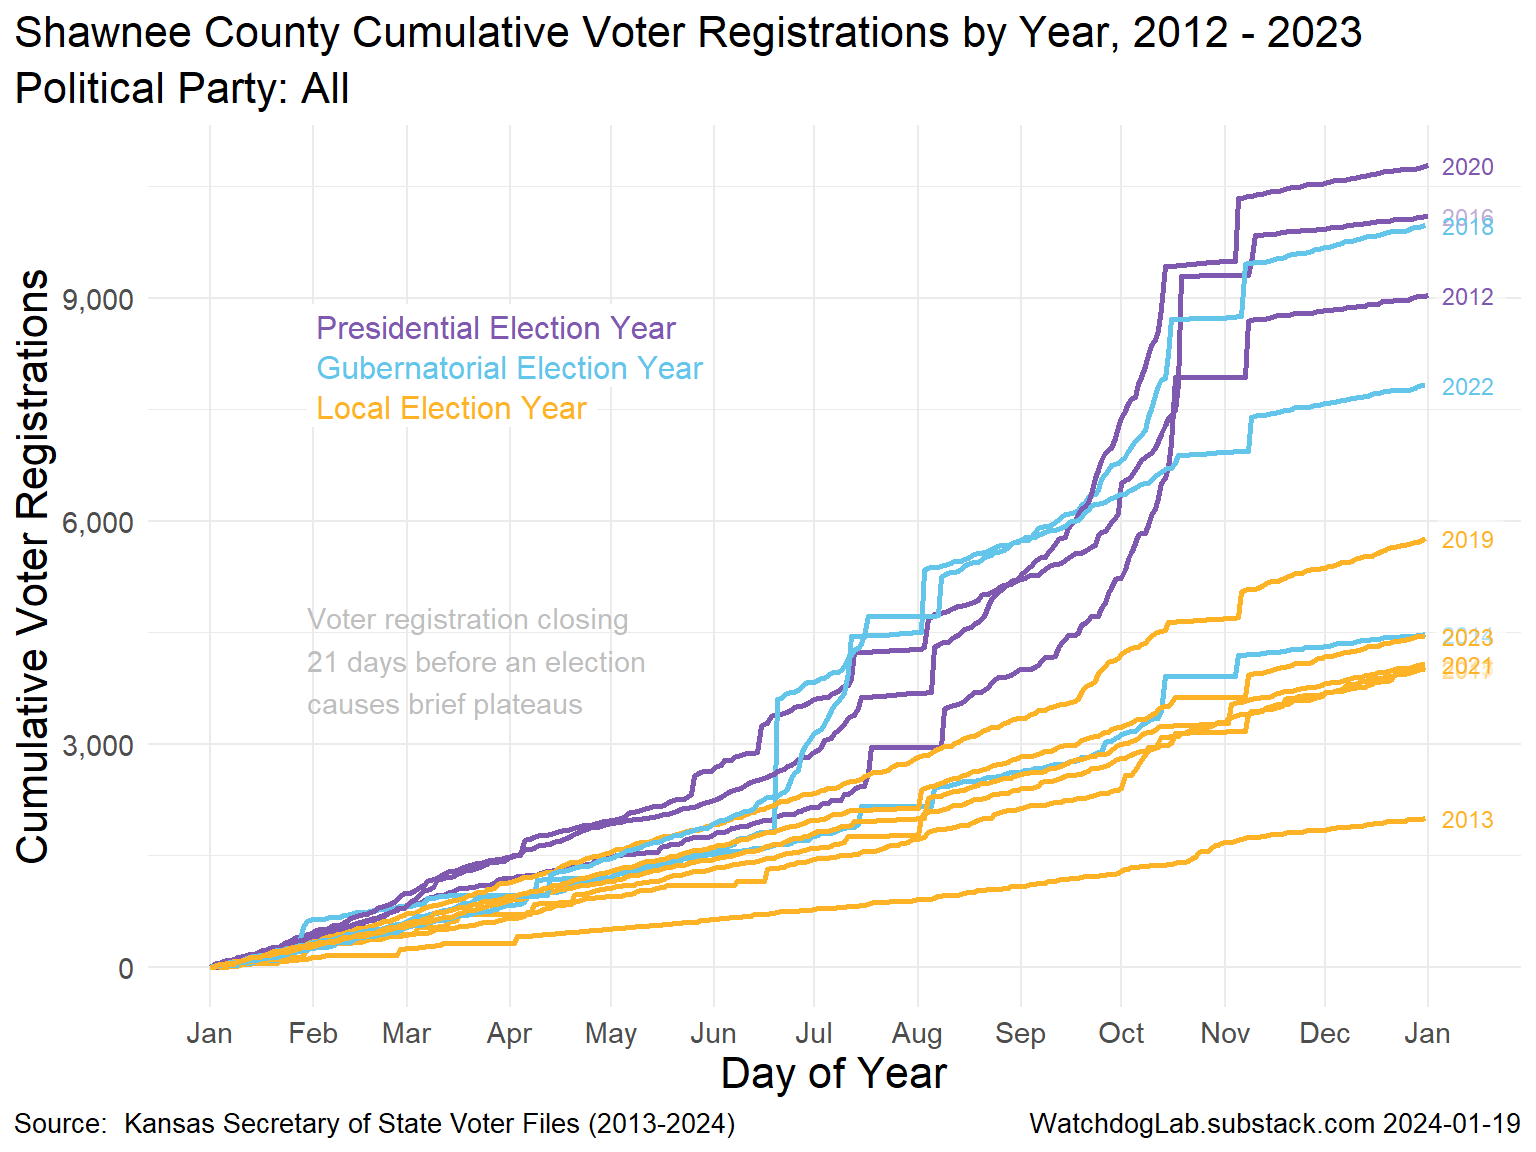 Shawnee County Cumulative Voter Registrations by Year, 2012 - 2023
Political Party: All
Cumulative Voter Registrations
9,000
6,000
3,000
0
Presidential Election Year
Gubernatorial Election Year
Local Election Year
Voter registration closing
21 days before an election
causes brief plateaus
2020
2016
2018
2012
2022
2019
2023
2021
2013
Jan Feb Mar Apr May Jun Jul Aug Sep Oct Nov Dec Jan
Day of Year
Source:  Kansas Secretary of State Voter Files (2013-2024)
WatchdogLab.substack.com 2024-01-19